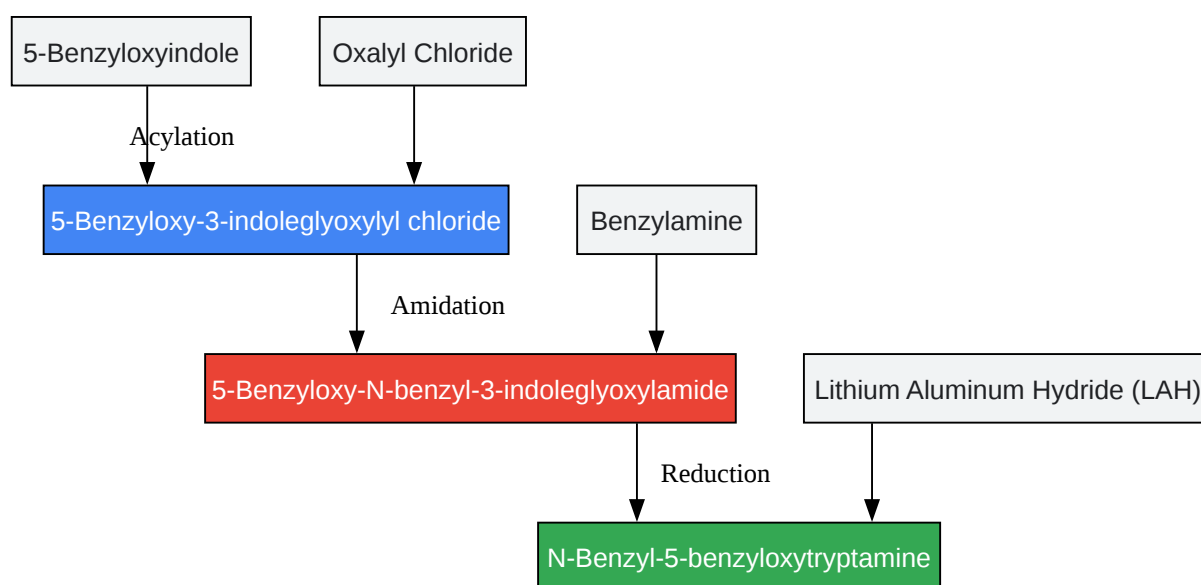 5-Benzyloxyindole
Oxalyl Chloride
Acylation
5-Benzyloxy-3-indoleglyoxylyl chloride
Benzylamine
Amidation
5-Benzyloxy-N-benzyl-3-indoleglyoxylamide
Lithium Aluminum Hydride (LAH)
Reduction
N-Benzyl-5-benzyloxytryptamine